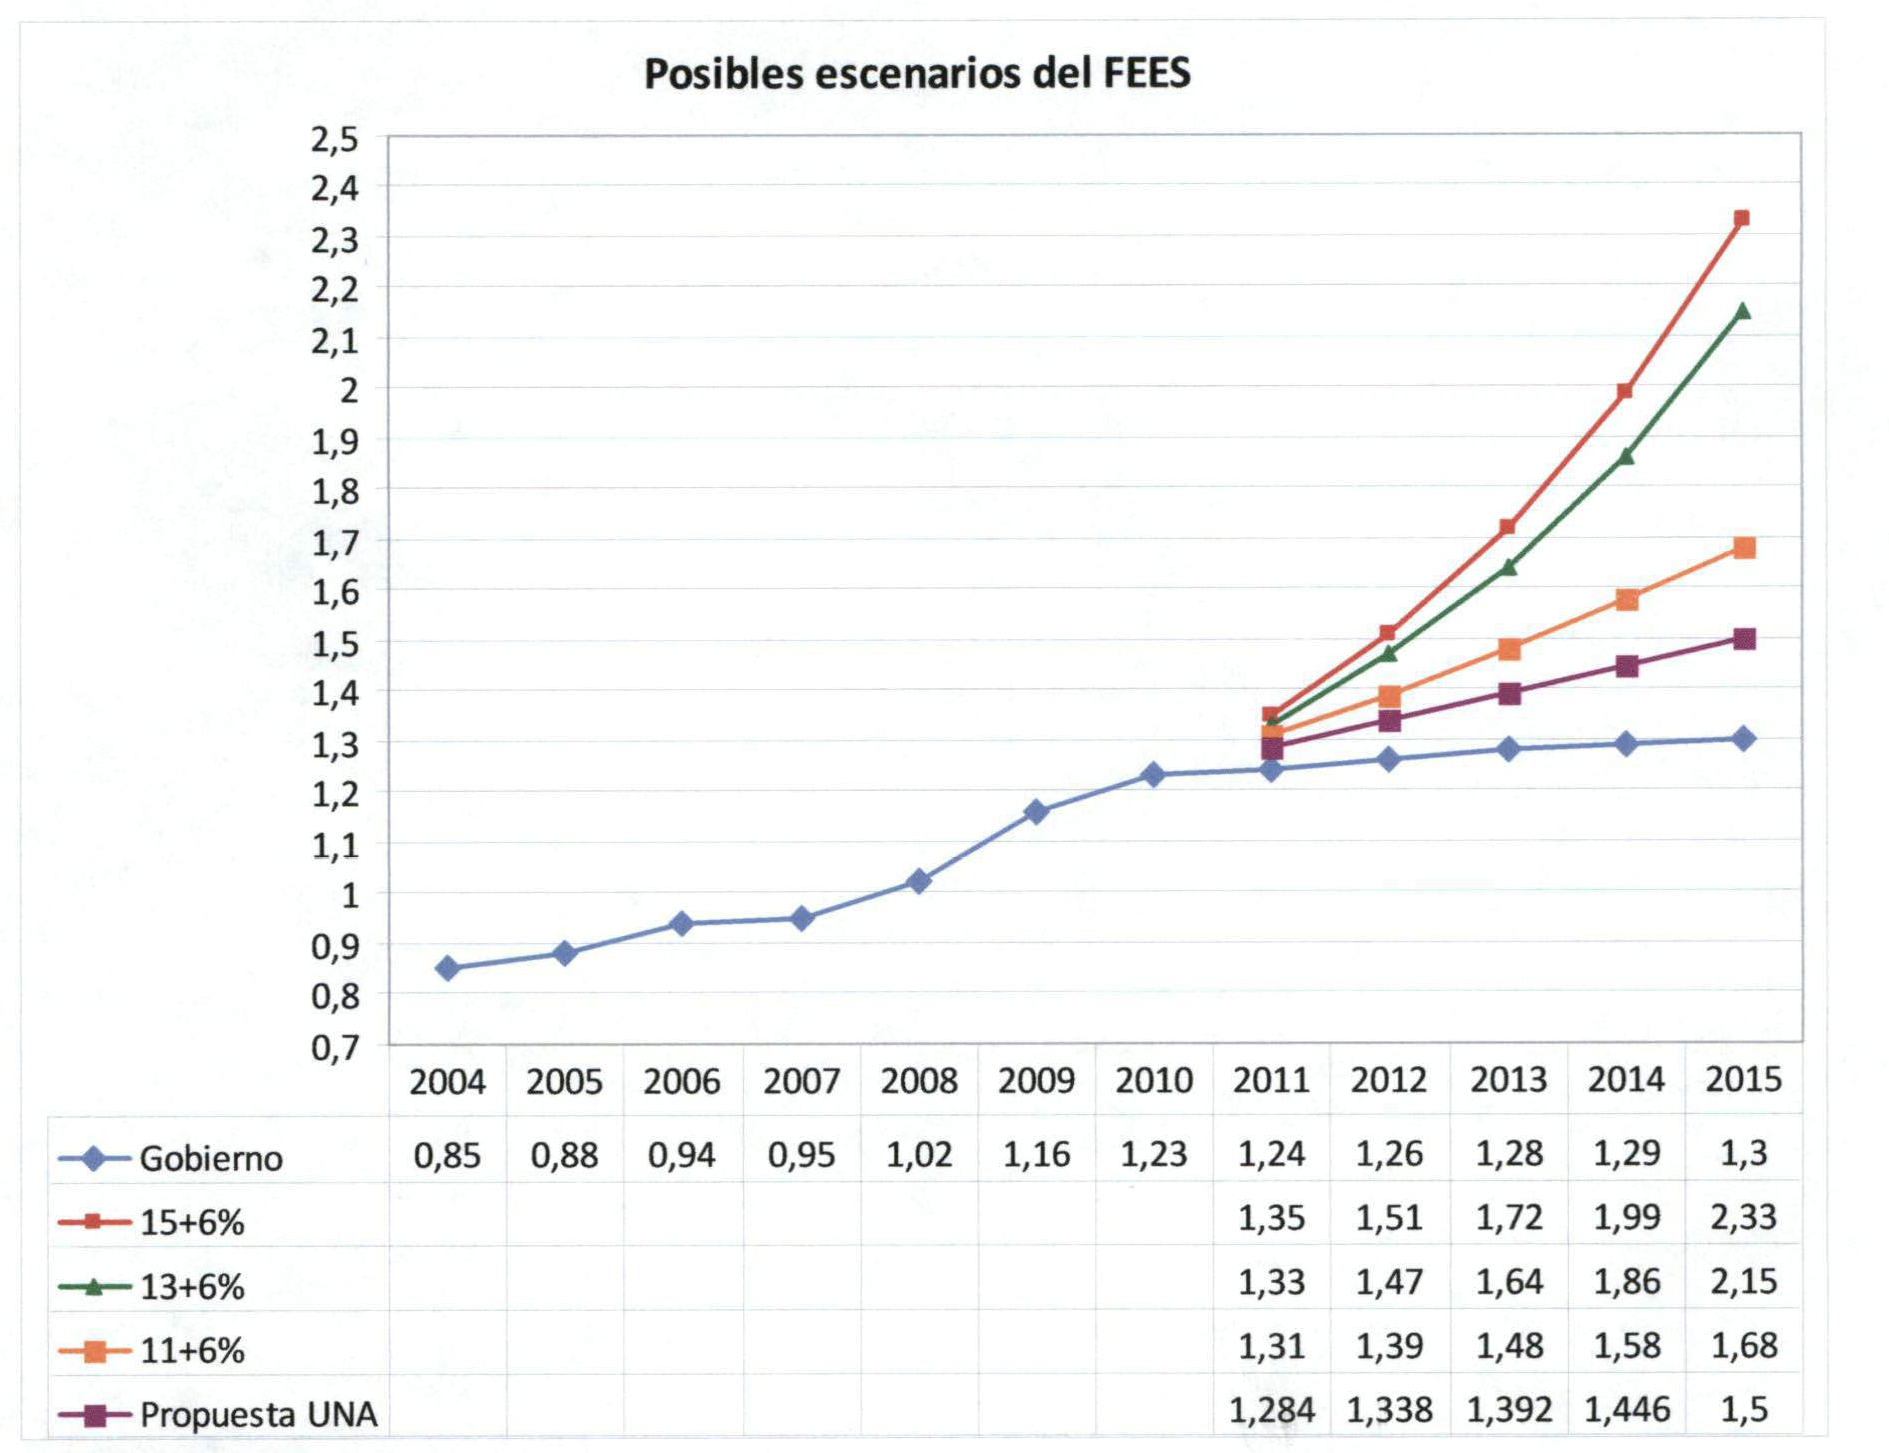 Posibles escenarios del FEES
2,5
2,4
2,3
2,2
2,1
2
1,9
1,8
1,7
1,6
1,5
1,4
1,3
1,2
1,1
1
0,9
0,8
0,7
2004 2005 2006 2007 2008 2009 2010 2011 2012 2013 2014 2015
Gobierno 0,85 0,88 0,94 0,95 1,02 1,16 1,23 1,24 1,26 1,28 1,29 1,3
15+6% 1,35 1,51 1,72 1,99 2,33
13+6% 1,33 1,47 1,64 1,86 2,15
11+6% 1,31 1,39 1,48 1,58 1,68
Propuesta UNA 1,284 1,338 1,392 1,446 1,5